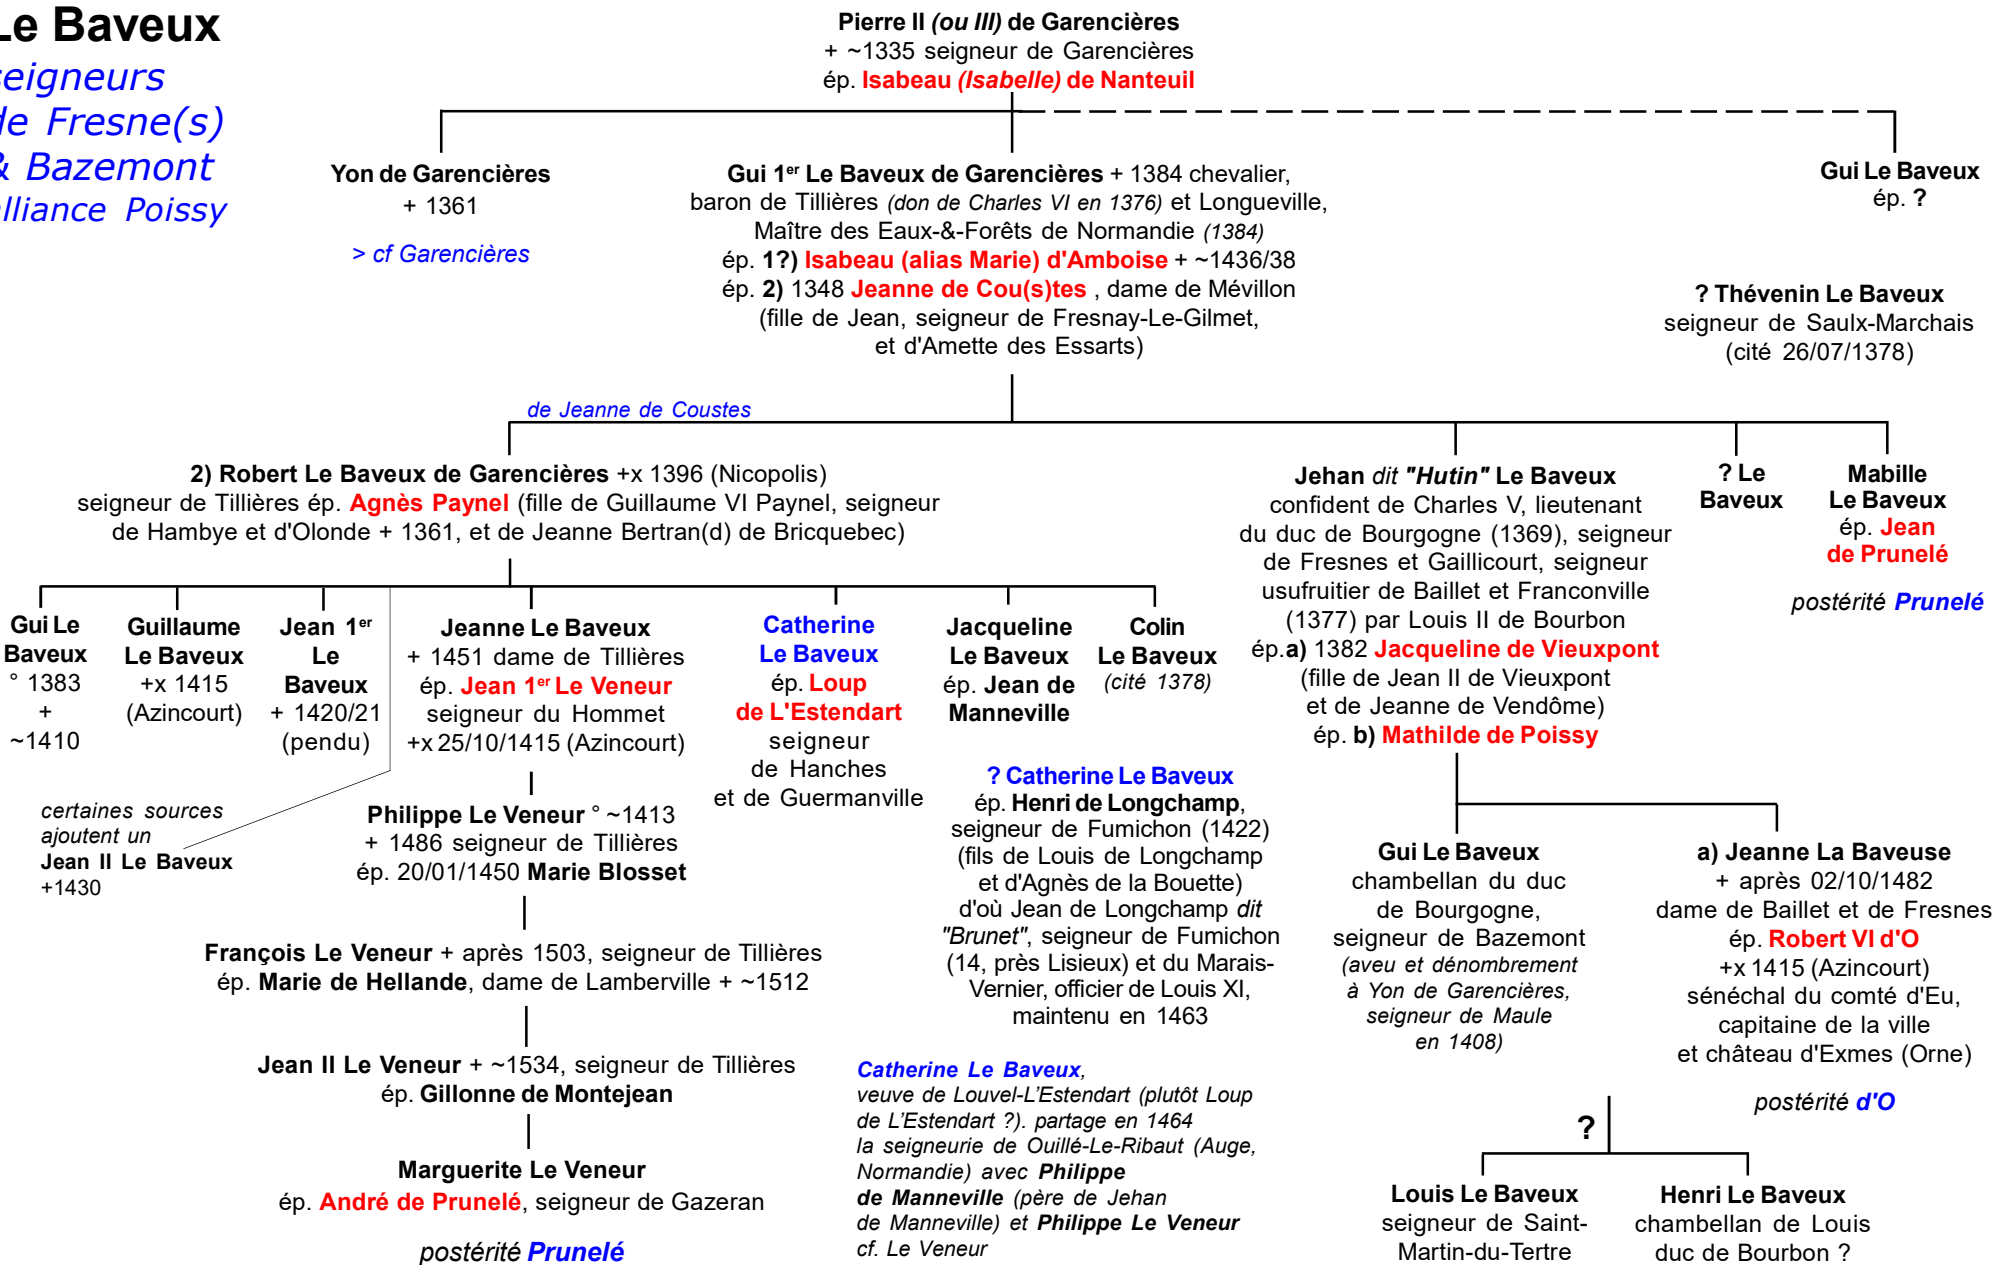 Le Baveux
seigneurs
de Fresne(s)
& Bazemont
alliance Poissy
Pierre II (ou III) de Garencières
+ ~1335 seigneur de Garencières
ép. Isabeau (Isabelle) de Nanteuil
Yon de Garencières
+ 1361
> cf Garencières
Gui 1er Le Baveux de Garencières + 1384 chevalier,
baron de Tillières (don de Charles VI en 1376) et Longueville,
Maître des Eaux-&-Forêts de Normandie (1384)
ép. 1?) Isabeau (alias Marie) d'Amboise + ~1436/38
ép. 2) 1348 Jeanne de Cou(s)tes , dame de Mévillon
(fille de Jean, seigneur de Fresnay-Le-Gilmet,
et d'Amette des Essarts)
Gui Le Baveux
ép. ?
? Thévenin Le Baveux
seigneur de Saulx-Marchais
(cité 26/07/1378)
de Jeanne de Coustes
2) Robert Le Baveux de Garencières +x 1396 (Nicopolis)
seigneur de Tillières ép. Agnès Paynel (fille de Guillaume VI Paynel, seigneur
de Hambye et d'Olonde + 1361, et de Jeanne Bertran(d) de Bricquebec)
Jehan dit "Hutin" Le Baveux
confident de Charles V, lieutenant
du duc de Bourgogne (1369), seigneur
de Fresnes et Gaillicourt, seigneur
usufruitier de Baillet et Franconville
(1377) par Louis II de Bourbon
ép.a) 1382 Jacqueline de Vieuxpont
(fille de Jean II de Vieuxpont
et de Jeanne de Vendôme)
ép. b) Mathilde de Poissy
? Le
Baveux
Mabille
Le Baveux
ép. Jean
de Prunelé
postérité Prunelé
Gui Le
Baveux
° 1383
+
~1410
Guillaume
Le Baveux
+x 1415
(Azincourt)
Jean 1er
Le
Baveux
+ 1420/21
(pendu)
Jeanne Le Baveux
+ 1451 dame de Tillières
ép. Jean 1er Le Veneur
seigneur du Hommet
+x 25/10/1415 (Azincourt)
Catherine
Le Baveux
ép. Loup
de L'Estendart
seigneur
de Hanches
et de Guermanville
Jacqueline
Le Baveux
ép. Jean de
Manneville
Colin
Le Baveux
(cité 1378)
certaines sources
ajoutent un
Jean II Le Baveux
+1430
Philippe Le Veneur ° ~1413
+ 1486 seigneur de Tillières
ép. 20/01/1450 Marie Blosset
? Catherine Le Baveux
ép. Henri de Longchamp,
seigneur de Fumichon (1422)
(fils de Louis de Longchamp
et d'Agnès de la Bouette)
d'où Jean de Longchamp dit
"Brunet", seigneur de Fumichon
(14, près Lisieux) et du Marais-
Vernier, officier de Louis XI,
maintenu en 1463
Gui Le Baveux
chambellan du duc
de Bourgogne,
seigneur de Bazemont
(aveu et dénombrement
à Yon de Garencières,
seigneur de Maule
en 1408)
a) Jeanne La Baveuse
+ après 02/10/1482
dame de Baillet et de Fresnes
ép. Robert VI d'O
+x 1415 (Azincourt)
sénéchal du comté d'Eu,
capitaine de la ville
et château d'Exmes (Orne)
postérité d'O
François Le Veneur + après 1503, seigneur de Tillières
ép. Marie de Hellande, dame de Lamberville + ~1512
Jean II Le Veneur + ~1534, seigneur de Tillières
ép. Gillonne de Montejean
Marguerite Le Veneur
ép. André de Prunelé, seigneur de Gazeran
postérité Prunelé
Catherine Le Baveux,
veuve de Louvel-L'Estendart (plutôt Loup
de L'Estendart ?). partage en 1464
la seigneurie de Ouillé-Le-Ribaut (Auge,
Normandie) avec Philippe
de Manneville (père de Jehan
de Manneville) et Philippe Le Veneur
cf. Le Veneur
?
Louis Le Baveux
seigneur de Saint-
Martin-du-Tertre
Henri Le Baveux
chambellan de Louis
duc de Bourbon ?